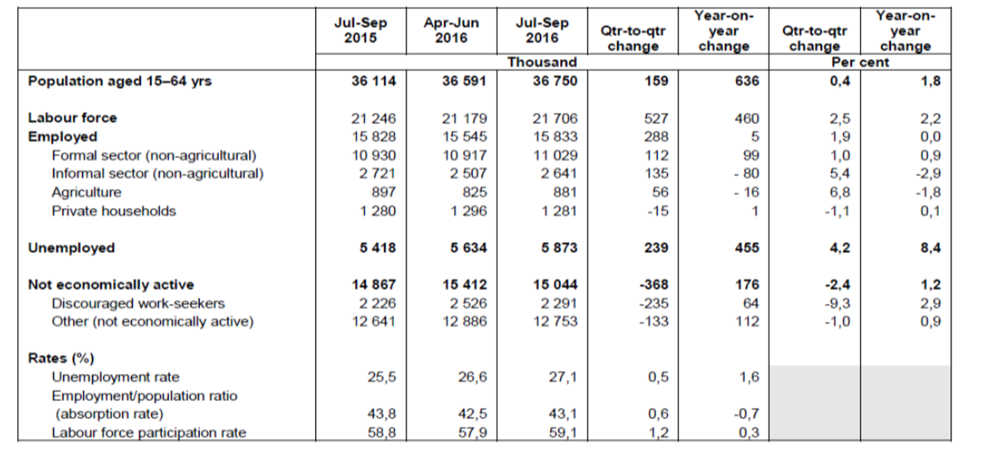 Jul-Sep 2015 Apr-Jun 2016 Jul-Sep 2016 Qtr-to-qtr change Year-on-year change Qtr-to-qtr change Year-on-year change
Thousand Per cent
Population aged 15–64 yrs 36 114 36 591 36 750 159 636 0,4 1,8
Labour force 21 246 21 179 21 706 527 460 2,5 2,2
Employed 15 828 15 545 15 833 288 5 1,9 0,0
Formal sector (non-agricultural) 10 930 10 917 11 029 112 99 1,0 0,9
Informal sector (non-agricultural) 2 721 2 507 2 641 135 - 80 5,4 -2,9
Agriculture 897 825 881 56 - 16 6,8 -1,8
Private households 1 280 1 296 1 281 -15 1 -1,1 0,1
Unemployed 5 418 5 634 5 873 239 455 4,2 8,4
Not economically active 14 867 15 412 15 044 -368 176 -2,4 1,2
Discouraged work-seekers 2 226 2 526 2 291 -235 64 -9,3 2,9
Other (not economically active) 12 641 12 886 12 753 -133 112 -1,0 0,9
Rates (%)
Unemployment rate 25,5 26,6 27,1 0,5 1,6
Employment/population ratio
(absorption rate) 43,8 42,5 43,1 0,6 -0,7
Labour force participation rate 58,8 57,9 59,1 1,2 0,3